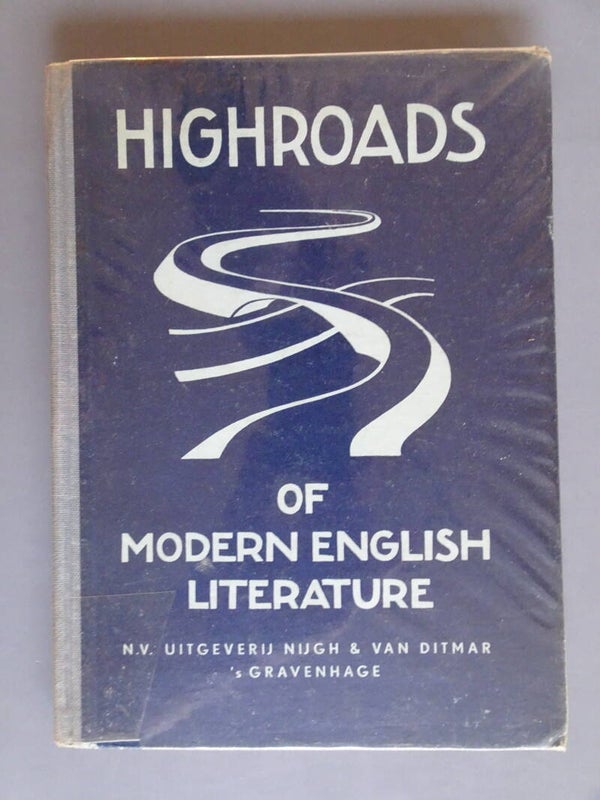 HIGHROADS
OF
MODERN ENGLISH
LITERATURE
N.V. UITGEVERIJ NIJGH & VAN DITMAR
's GRAVENHAGE